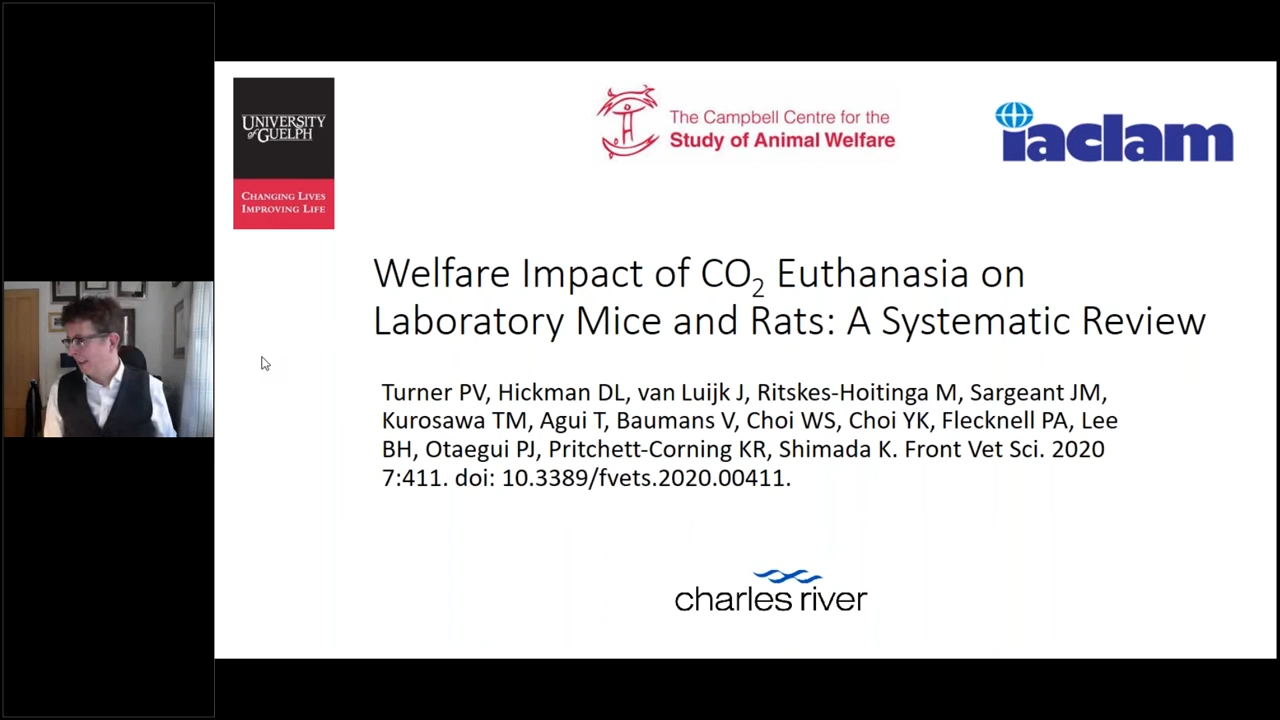 UNIVERSITY
of GUELPH
CHANGING LIVES
IMPROVING LIFE
The Campbell Centre for the
Study of Animal Welfare
iaclam
Welfare Impact of CO₂ Euthanasia on
Laboratory Mice and Rats: A Systematic Review
Turner PV, Hickman DL, van Luijk J, Ritskes-Hoitinga M, Sargeant JM,
Kurosawa TM, Agui T, Baumans V, Choi WS, Choi YK, Flecknell PA, Lee
BH, Otaegui PJ, Pritchett-Corning KR, Shimada K. Front Vet Sci. 2020
7:411. doi: 10.3389/fvets.2020.00411.
charles river